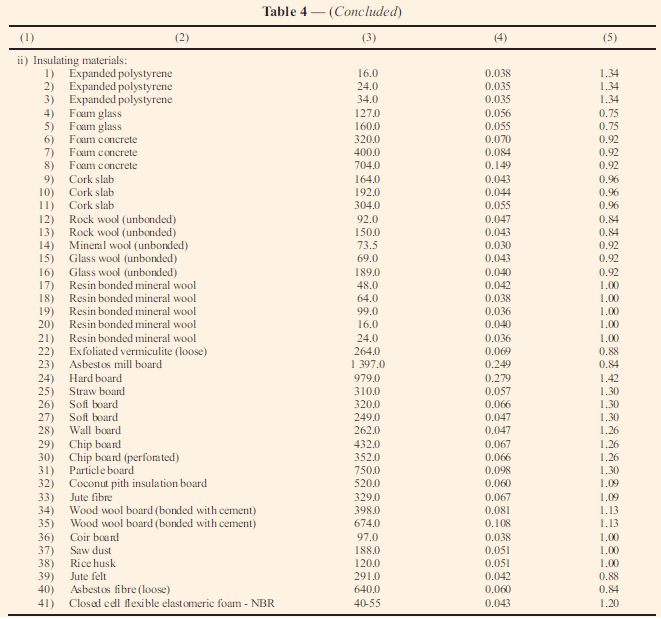 Table 4 — (Concluded)
(1) (2) (3) (4) (5)
ii) Insulating materials:
1) Expanded polystyrene 16.0 0.038 1.34
2) Expanded polystyrene 24.0 0.035 1.34
3) Expanded polystyrene 34.0 0.035 1.34
4) Foam glass 127.0 0.056 0.75
5) Foam glass 160.0 0.055 0.75
6) Foam concrete 320.0 0.070 0.92
7) Foam concrete 400.0 0.084 0.92
8) Foam concrete 704.0 0.149 0.92
9) Cork slab 164.0 0.043 0.96
10) Cork slab 192.0 0.044 0.96
11) Cork slab 304.0 0.055 0.96
12) Rock wool (unbonded) 92.0 0.047 0.84
13) Rock wool (unbonded) 150.0 0.043 0.84
14) Mineral wool (unbonded) 73.5 0.030 0.92
15) Glass wool (unbonded) 69.0 0.043 0.92
16) Glass wool (unbonded) 189.0 0.040 0.92
17) Resin bonded mineral wool 48.0 0.042 1.00
18) Resin bonded mineral wool 64.0 0.038 1.00
19) Resin bonded mineral wool 99.0 0.036 1.00
20) Resin bonded mineral wool 16.0 0.040 1.00
21) Resin bonded mineral wool 24.0 0.036 1.00
22) Exfoliated vermiculite (loose) 264.0 0.069 0.88
23) Asbestos mill board 1 397.0 0.249 0.84
24) Hard board 979.0 0.279 1.42
25) Straw board 310.0 0.057 1.30
26) Soft board 320.0 0.066 1.30
27) Soft board 249.0 0.047 1.30
28) Wall board 262.0 0.047 1.26
29) Chip board 432.0 0.067 1.26
30) Chip board (perforated) 352.0 0.066 1.26
31) Particle board 750.0 0.098 1.30
32) Coconut pith insulation board 520.0 0.060 1.09
33) Jute fibre 329.0 0.067 1.09
34) Wood wool board (bonded with cement) 398.0 0.081 1.13
35) Wood wool board (bonded with cement) 674.0 0.108 1.13
36) Coir board 97.0 0.038 1.00
37) Saw dust 188.0 0.051 1.00
38) Rice husk 120.0 0.051 1.00
39) Jute felt 291.0 0.042 0.88
40) Asbestos fibre (loose) 640.0 0.060 0.84
41) Closed cell flexible elastomeric foam - NBR 40-55 0.043 1.20